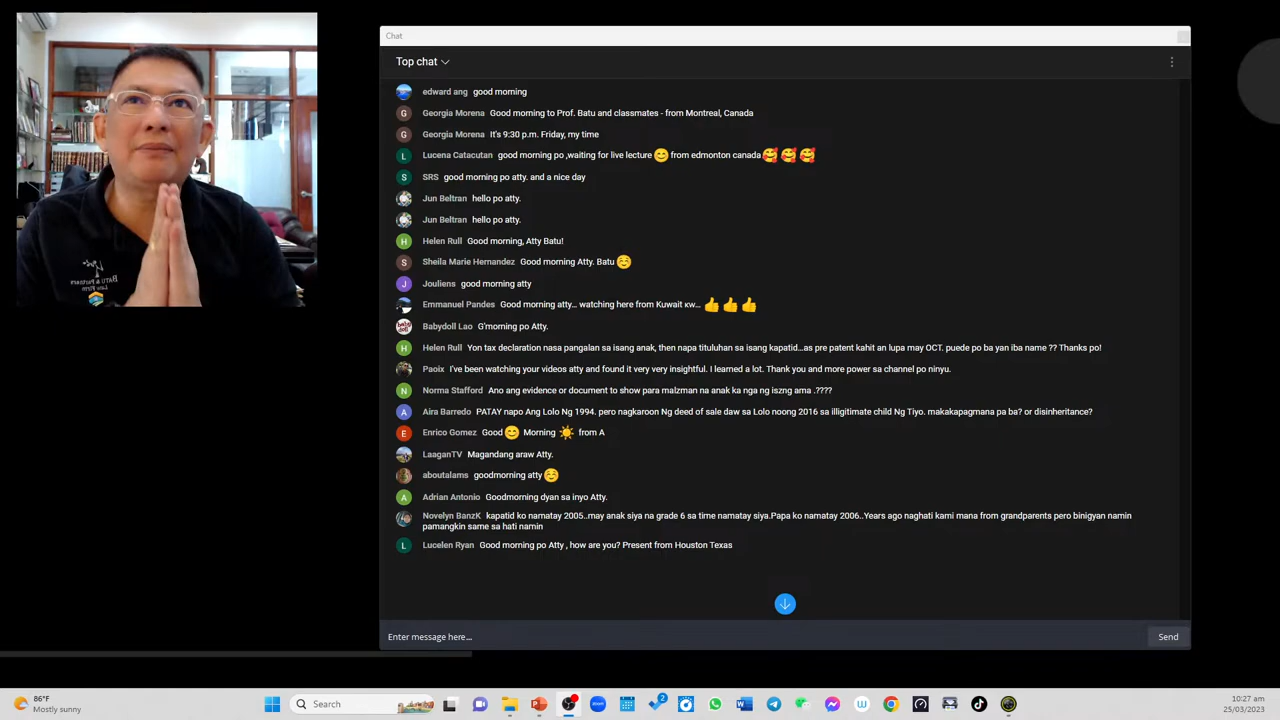 Chat
Top chat
edward ang good morning
Georgia Morena Good morning to Prof. Batu and classmates - from Montreal, Canada
Georgia Morena It's 9:30 p.m. Friday, my time
Lucena Catacutan good morning po ,waiting for live lecture 😊 from edmonton canada 🥰 🥰 🥰
S SRS good morning po atty. and a nice day
Jun Beltran hello po atty.
Jun Beltran hello po atty.
H Helen Rull Good morning, Atty Batu!
S Sheila Marie Hernandez Good morning Atty. Batu ☺️
J Jouliens good morning atty
Emmanuel Pandes Good morning atty... watching here from Kuwait kw... 👍 👍 👍
Babydoll Lao G'morning po Atty.
H Helen Rull Yon tax declaration nasa pangalan sa isang anak, then napa tituluhan sa isang kapatid...as pre patent kahit an lupa may OCT. puede po ba yan iba name ?? Thanks po!
Paoix I've been watching your videos atty and found it very very insightful. I learned a lot. Thank you and more power sa channel po ninyu.
N Norma Stafford Ano ang evidence or document to show para malzman na anak ka nga ng iszng ama .????
A Aira Barredo PATAY napo Ang Lolo Ng 1994. pero nagkaroon Ng deed of sale daw sa Lolo noong 2016 sa illigitimate child Ng Tiyo. makakapagmana pa ba? or disinheritance?
E Enrico Gomez Good 😊 Morning ☀️ from A
LaaganTV Magandang araw Atty.
aboutalams goodmorning atty ☺️
A Adrian Antonio Goodmorning dyan sa inyo Atty.
Novelyn BanzK kapatid ko namatay 2005..may anak siya na grade 6 sa time namatay siya.Papa ko namatay 2006..Years ago naghati kami mana from grandparents pero binigyan namin
pamangkin same sa hati namin
L Lucelen Ryan Good morning po Atty , how are you? Present from Houston Texas
Enter message here...
Send
86°F
Mostly sunny
Search
2
10:27 am
25/03/2023